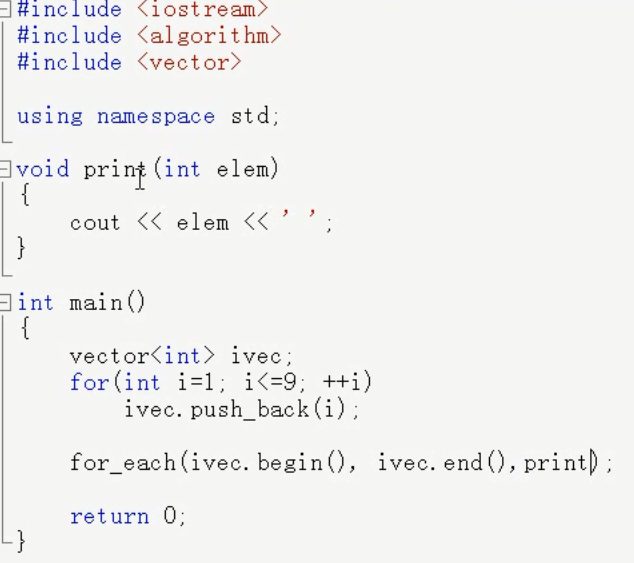 #include <iostream>
#include <algorithm>
#include <vector>
using namespace std;
void print(int elem)
{
cout << elem << ' ';
}
int main()
{
vector<int> ivec;
for(int i=1; i<=9; ++i)
ivec.push_back(i);
for_each(ivec.begin(), ivec.end(),print);
return 0;
}